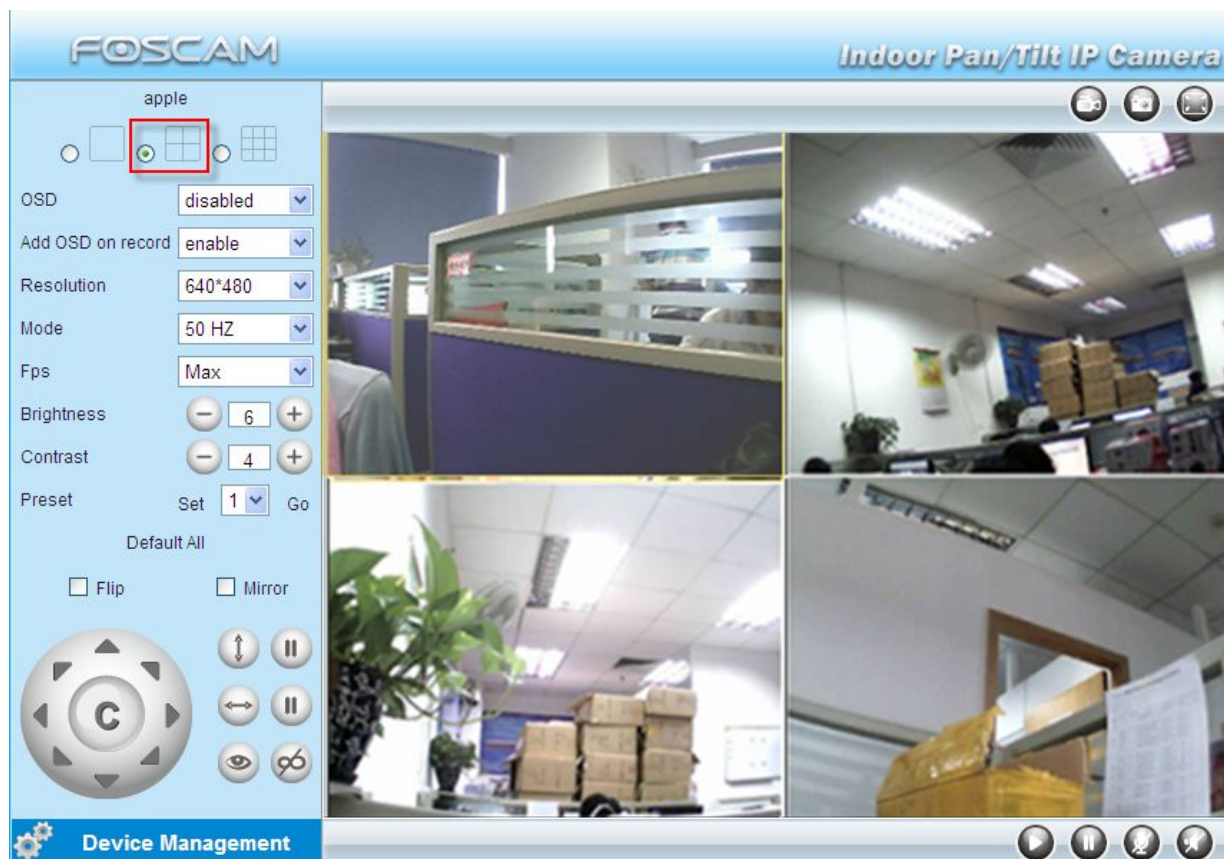 FOSCAM
Indoor Pan/Tilt IP Camera
apple
OSD disabled
Add OSD on record enable
Resolution 640*480
Mode 50 HZ
Fps Max
Brightness 6
Contrast 4
Preset Set 1 Go
Default All
Flip Mirror
C
Device Management